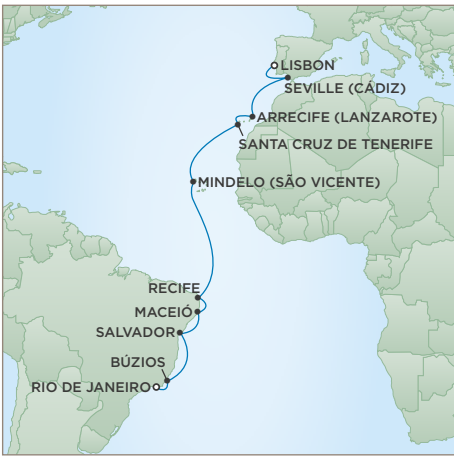 LISBON
SEVILLE (CÁDIZ)
ARRECIFE (LANZAROTE)
SANTA CRUZ DE TENERIFE
MINDELO (SÃO VICENTE)
RECIFE
MACEIÓ
SALVADOR
BÚZIOS
RIO DE JANEIRO